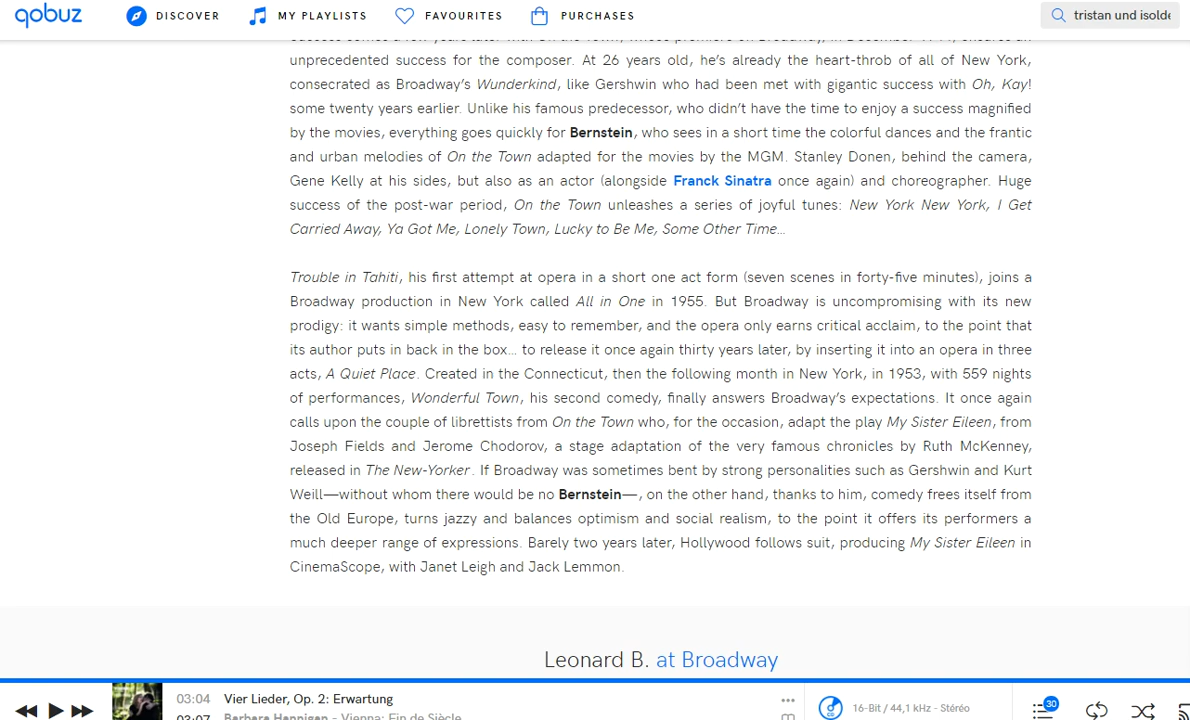 qobuz DISCOVER MY PLAYLISTS FAVOURITES PURCHASES tristan und isolde
unprecedented success for the composer. At 26 years old, he's already the heart-throb of all of New York,
consecrated as Broadway's Wunderkind, like Gershwin who had been met with gigantic success with Oh, Kay!
some twenty years earlier. Unlike his famous predecessor, who didn't have the time to enjoy a success magnified
by the movies, everything goes quickly for Bernstein, who sees in a short time the colorful dances and the frantic
and urban melodies of On the Town adapted for the movies by the MGM. Stanley Donen, behind the camera,
Gene Kelly at his sides, but also as an actor (alongside Franck Sinatra once again) and choreographer. Huge
success of the post-war period, On the Town unleashes a series of joyful tunes: New York New York, I Get
Carried Away, Ya Got Me, Lonely Town, Lucky to Be Me, Some Other Time…
Trouble in Tahiti, his first attempt at opera in a short one act form (seven scenes in forty-five minutes), joins a
Broadway production in New York called All in One in 1955. But Broadway is uncompromising with its new
prodigy: it wants simple methods, easy to remember, and the opera only earns critical acclaim, to the point that
its author puts in back in the box… to release it once again thirty years later, by inserting it into an opera in three
acts, A Quiet Place. Created in the Connecticut, then the following month in New York, in 1953, with 559 nights
of performances, Wonderful Town, his second comedy, finally answers Broadway's expectations. It once again
calls upon the couple of librettists from On the Town who, for the occasion, adapt the play My Sister Eileen, from
Joseph Fields and Jerome Chodorov, a stage adaptation of the very famous chronicles by Ruth McKenney,
released in The New-Yorker. If Broadway was sometimes bent by strong personalities such as Gershwin and Kurt
Weill—without whom there would be no Bernstein—, on the other hand, thanks to him, comedy frees itself from
the Old Europe, turns jazzy and balances optimism and social realism, to the point it offers its performers a
much deeper range of expressions. Barely two years later, Hollywood follows suit, producing My Sister Eileen in
CinemaScope, with Janet Leigh and Jack Lemmon.
Leonard B. at Broadway
03:04 Vier Lieder, Op. 2: Erwartung
03:07 Barbara Hannigan - Vienna: Fin de Siècle
CD 16-Bit / 44,1 kHz - Stéréo 30